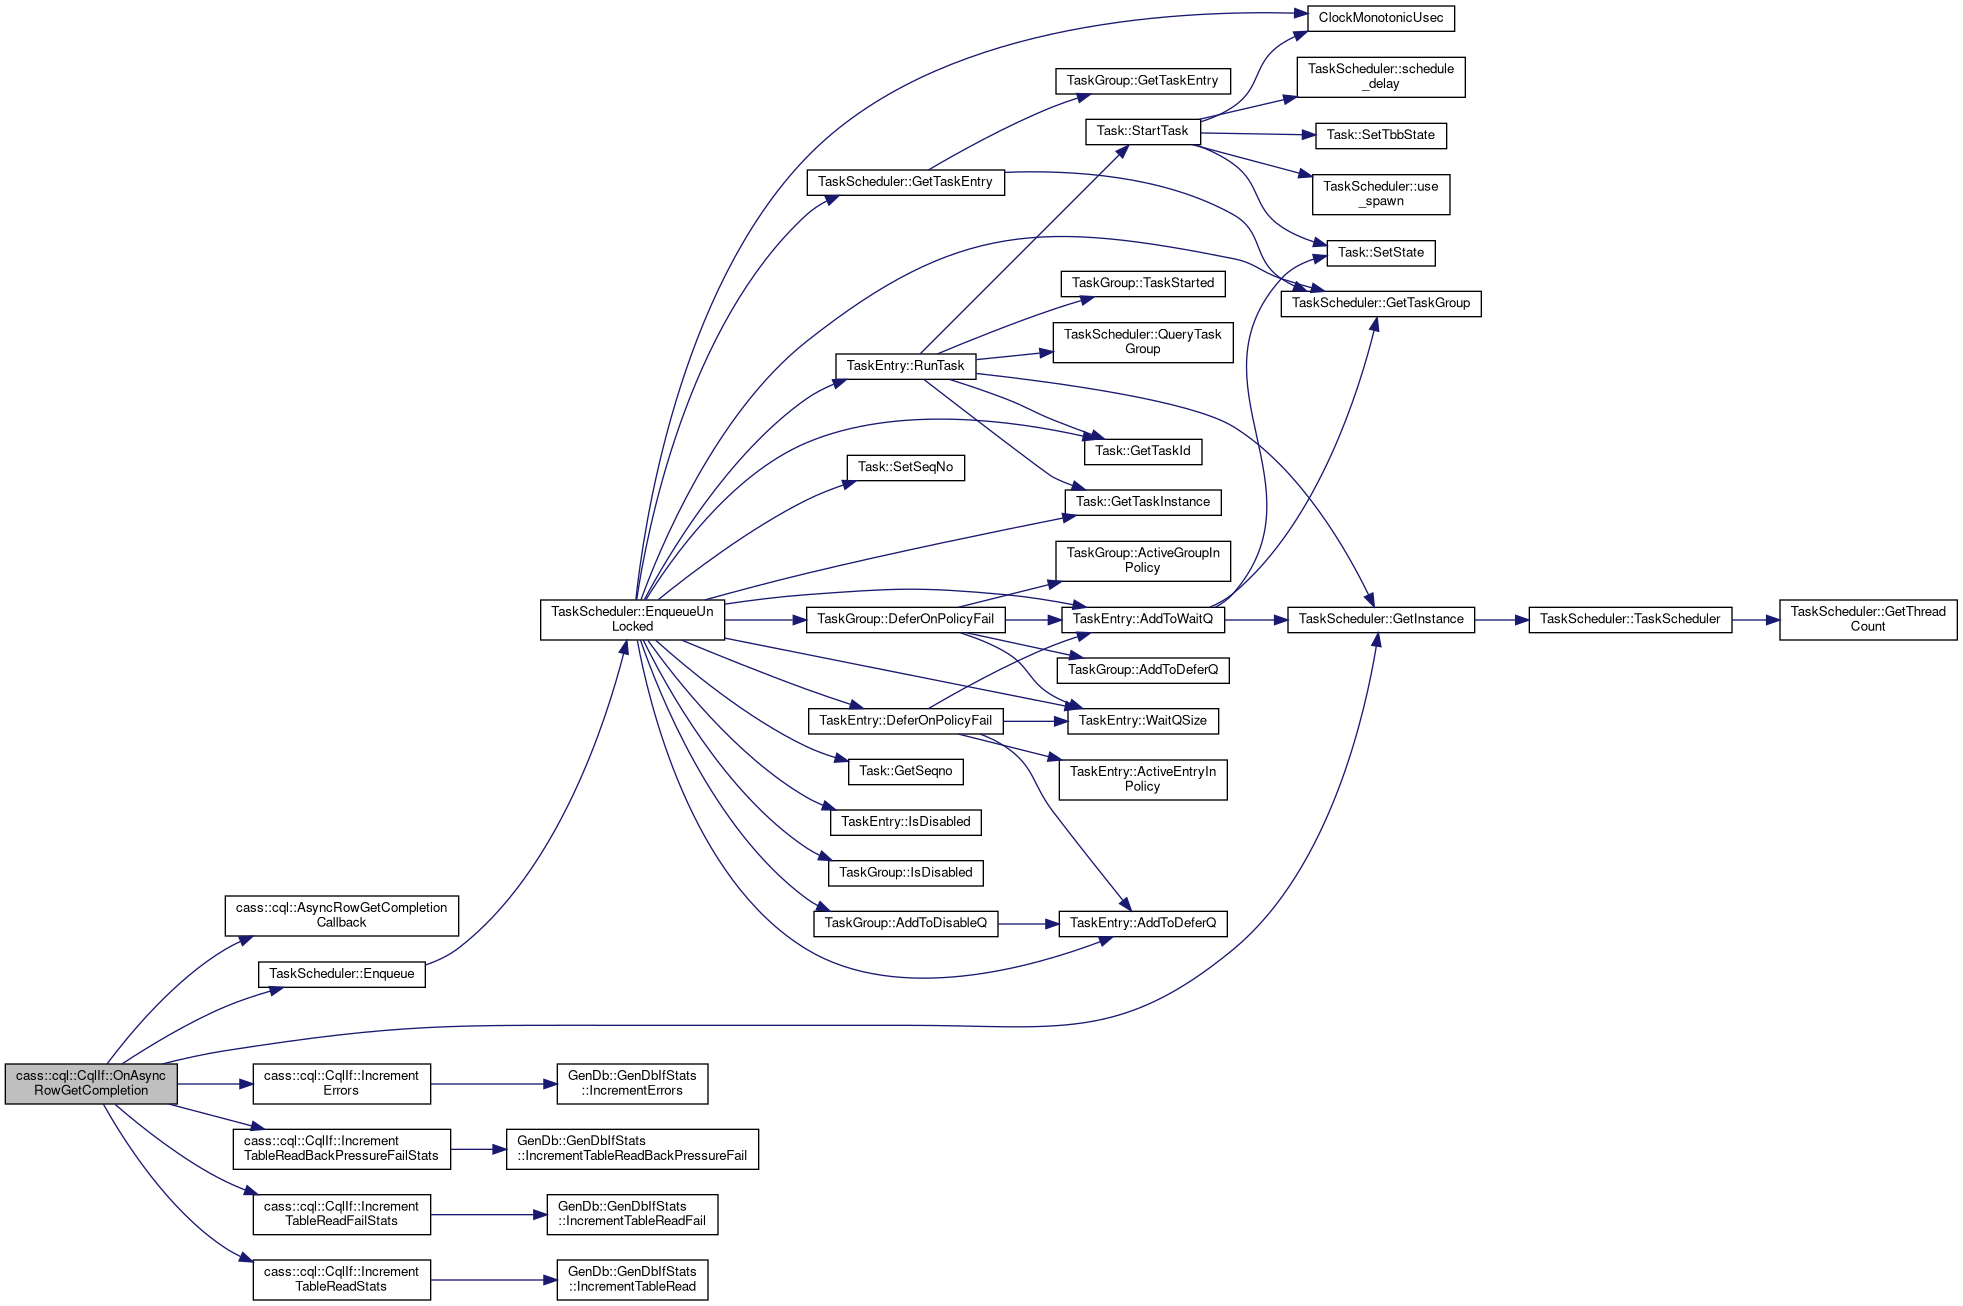 ClockMonotonicUsec
TaskScheduler::schedule
_delay
TaskGroup::GetTaskEntry
Task::StartTask
Task::SetTbbState
TaskScheduler::GetTaskEntry
TaskScheduler::use
_spawn
Task::SetState
TaskGroup::TaskStarted
TaskScheduler::GetTaskGroup
TaskScheduler::QueryTask
Group
TaskEntry::RunTask
Task::GetTaskId
Task::SetSeqNo
Task::GetTaskInstance
TaskGroup::ActiveGroupIn
Policy
TaskScheduler::EnqueueUn
Locked
TaskGroup::DeferOnPolicyFail
TaskEntry::AddToWaitQ
TaskScheduler::GetInstance
TaskScheduler::TaskScheduler
TaskScheduler::GetThread
Count
TaskGroup::AddToDeferQ
TaskEntry::DeferOnPolicyFail
TaskEntry::WaitQSize
Task::GetSeqno
TaskEntry::ActiveEntryIn
Policy
TaskEntry::IsDisabled
TaskGroup::IsDisabled
cass::cql::AsyncRowGetCompletion
Callback
TaskGroup::AddToDisableQ
TaskEntry::AddToDeferQ
TaskScheduler::Enqueue
cass::cql::CqlIf::OnAsync
RowGetCompletion
cass::cql::CqlIf::Increment
Errors
GenDb::GenDbIfStats
::IncrementErrors
cass::cql::CqlIf::Increment
TableReadBackPressureFailStats
GenDb::GenDbIfStats
::IncrementTableReadBackPressureFail
cass::cql::CqlIf::Increment
TableReadFailStats
GenDb::GenDbIfStats
::IncrementTableReadFail
cass::cql::CqlIf::Increment
TableReadStats
GenDb::GenDbIfStats
::IncrementTableRead